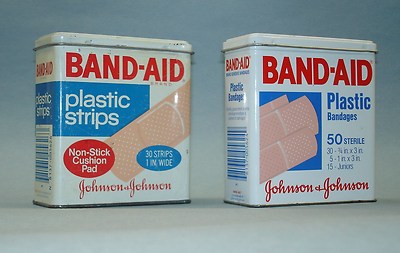 BAND-AID
BRAND
plastic
strips
Non-Stick
Cushion
Pad
30 STRIPS
1 IN. WIDE
Johnson & Johnson
plastic
strips
BAND-AID
Plastic
Bandages
50 STERILE
30 - ¾ in. x 3 in.
5 - 1 in x 3 in.
15 - Juniors
Johnson & Johnson
BAND-AID
Plastic
Bandages